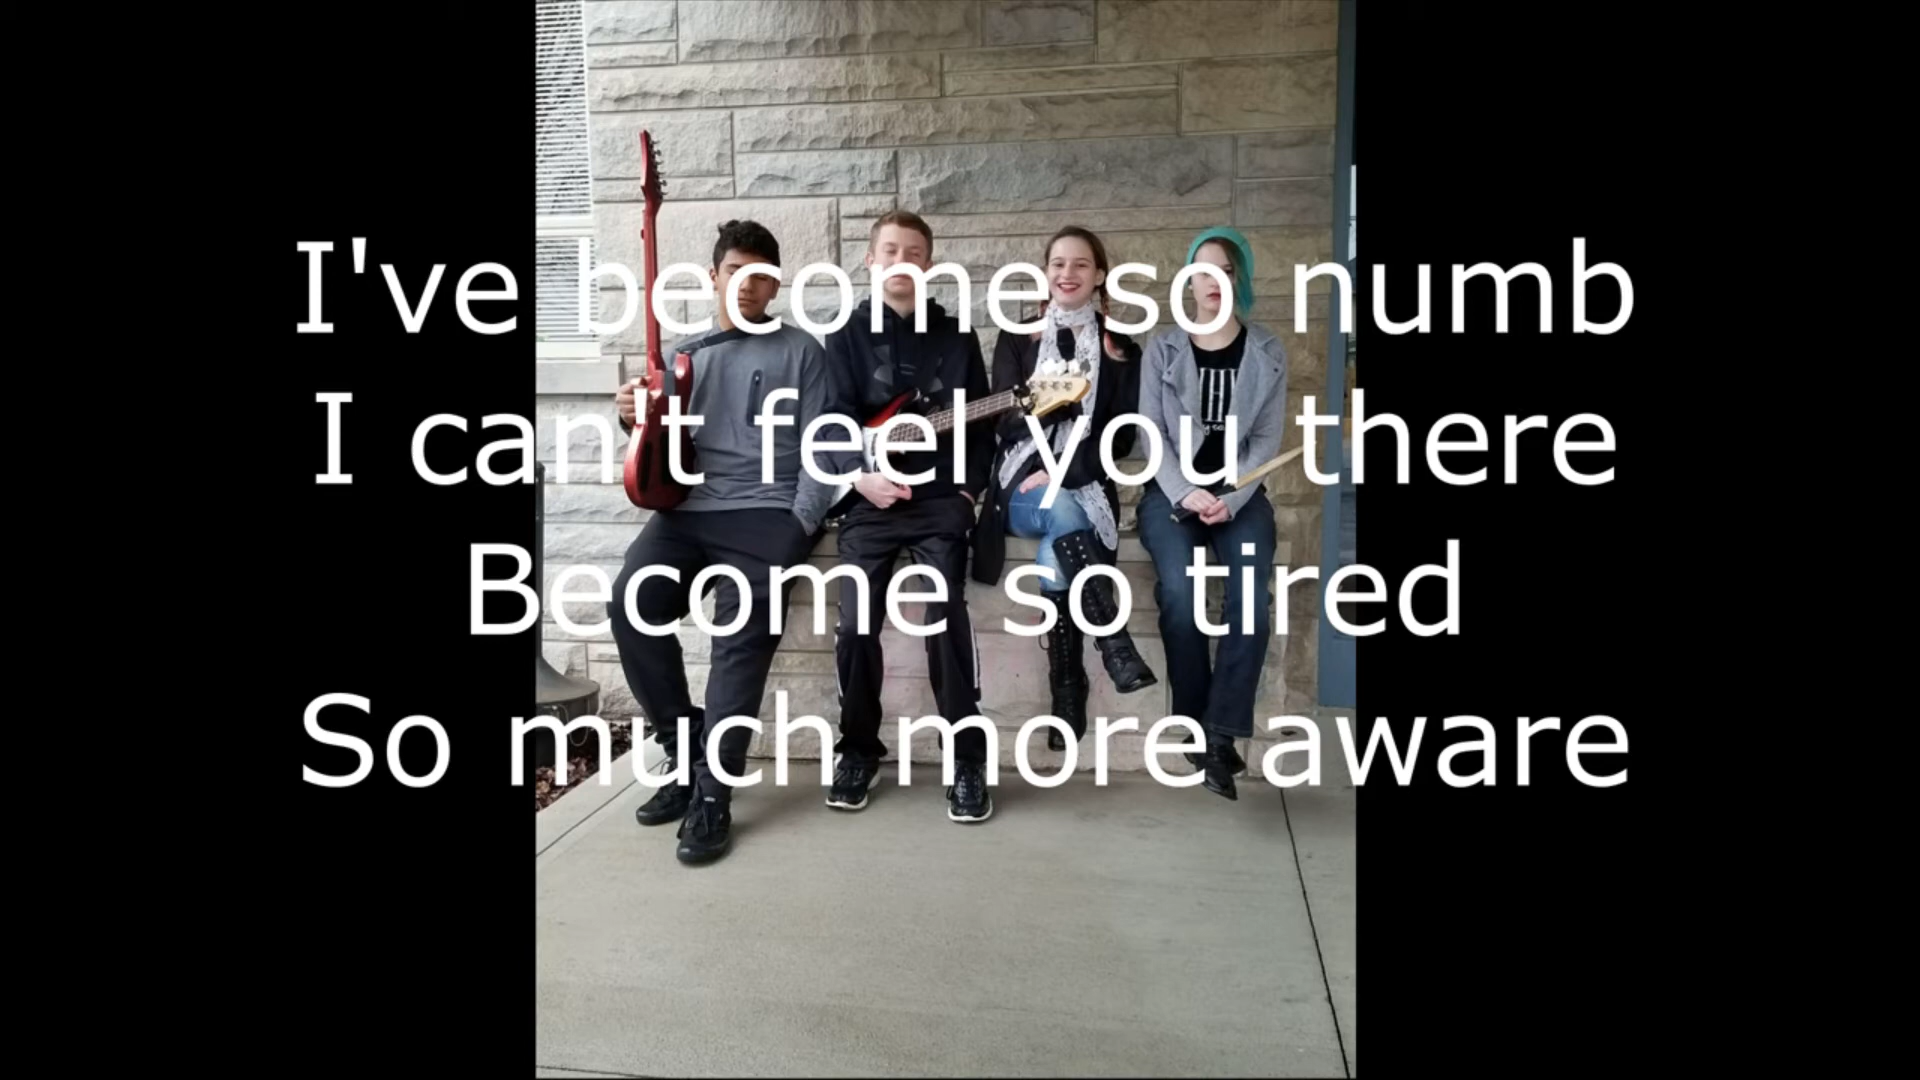 I've become so numb
I can't feel you there
Become so tired
So much more aware